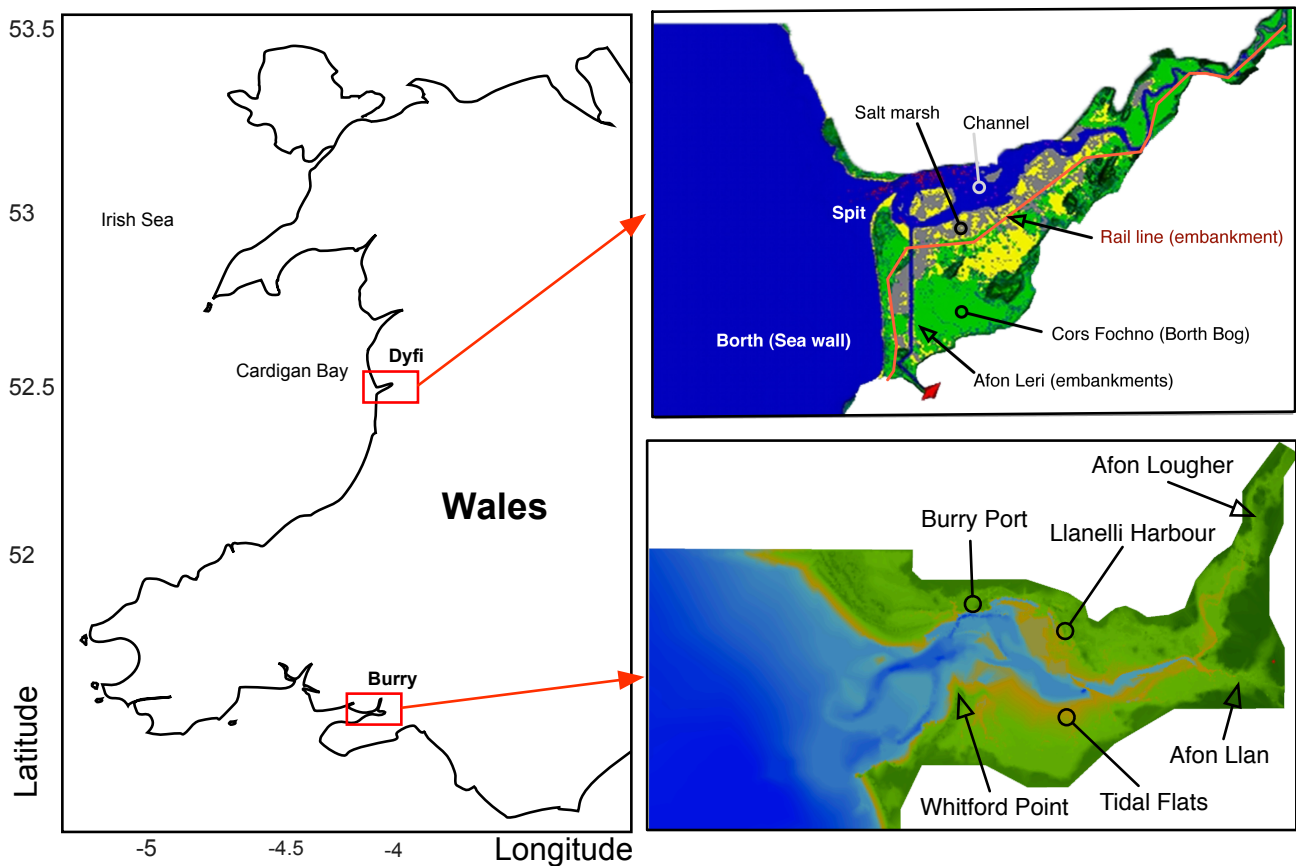 53.5
53
52.5
52
Latitude
-5
-4.5
-4
Longitude
Irish Sea
Cardigan Bay
Dyfi
Wales
Burry
Salt marsh
Channel
Spit
Rail line (embankment)
Borth (Sea wall)
Cors Fochno (Borth Bog)
Afon Leri (embankments)
Afon Lougher
Burry Port
Llanelli Harbour
Afon Llan
Whitford Point
Tidal Flats